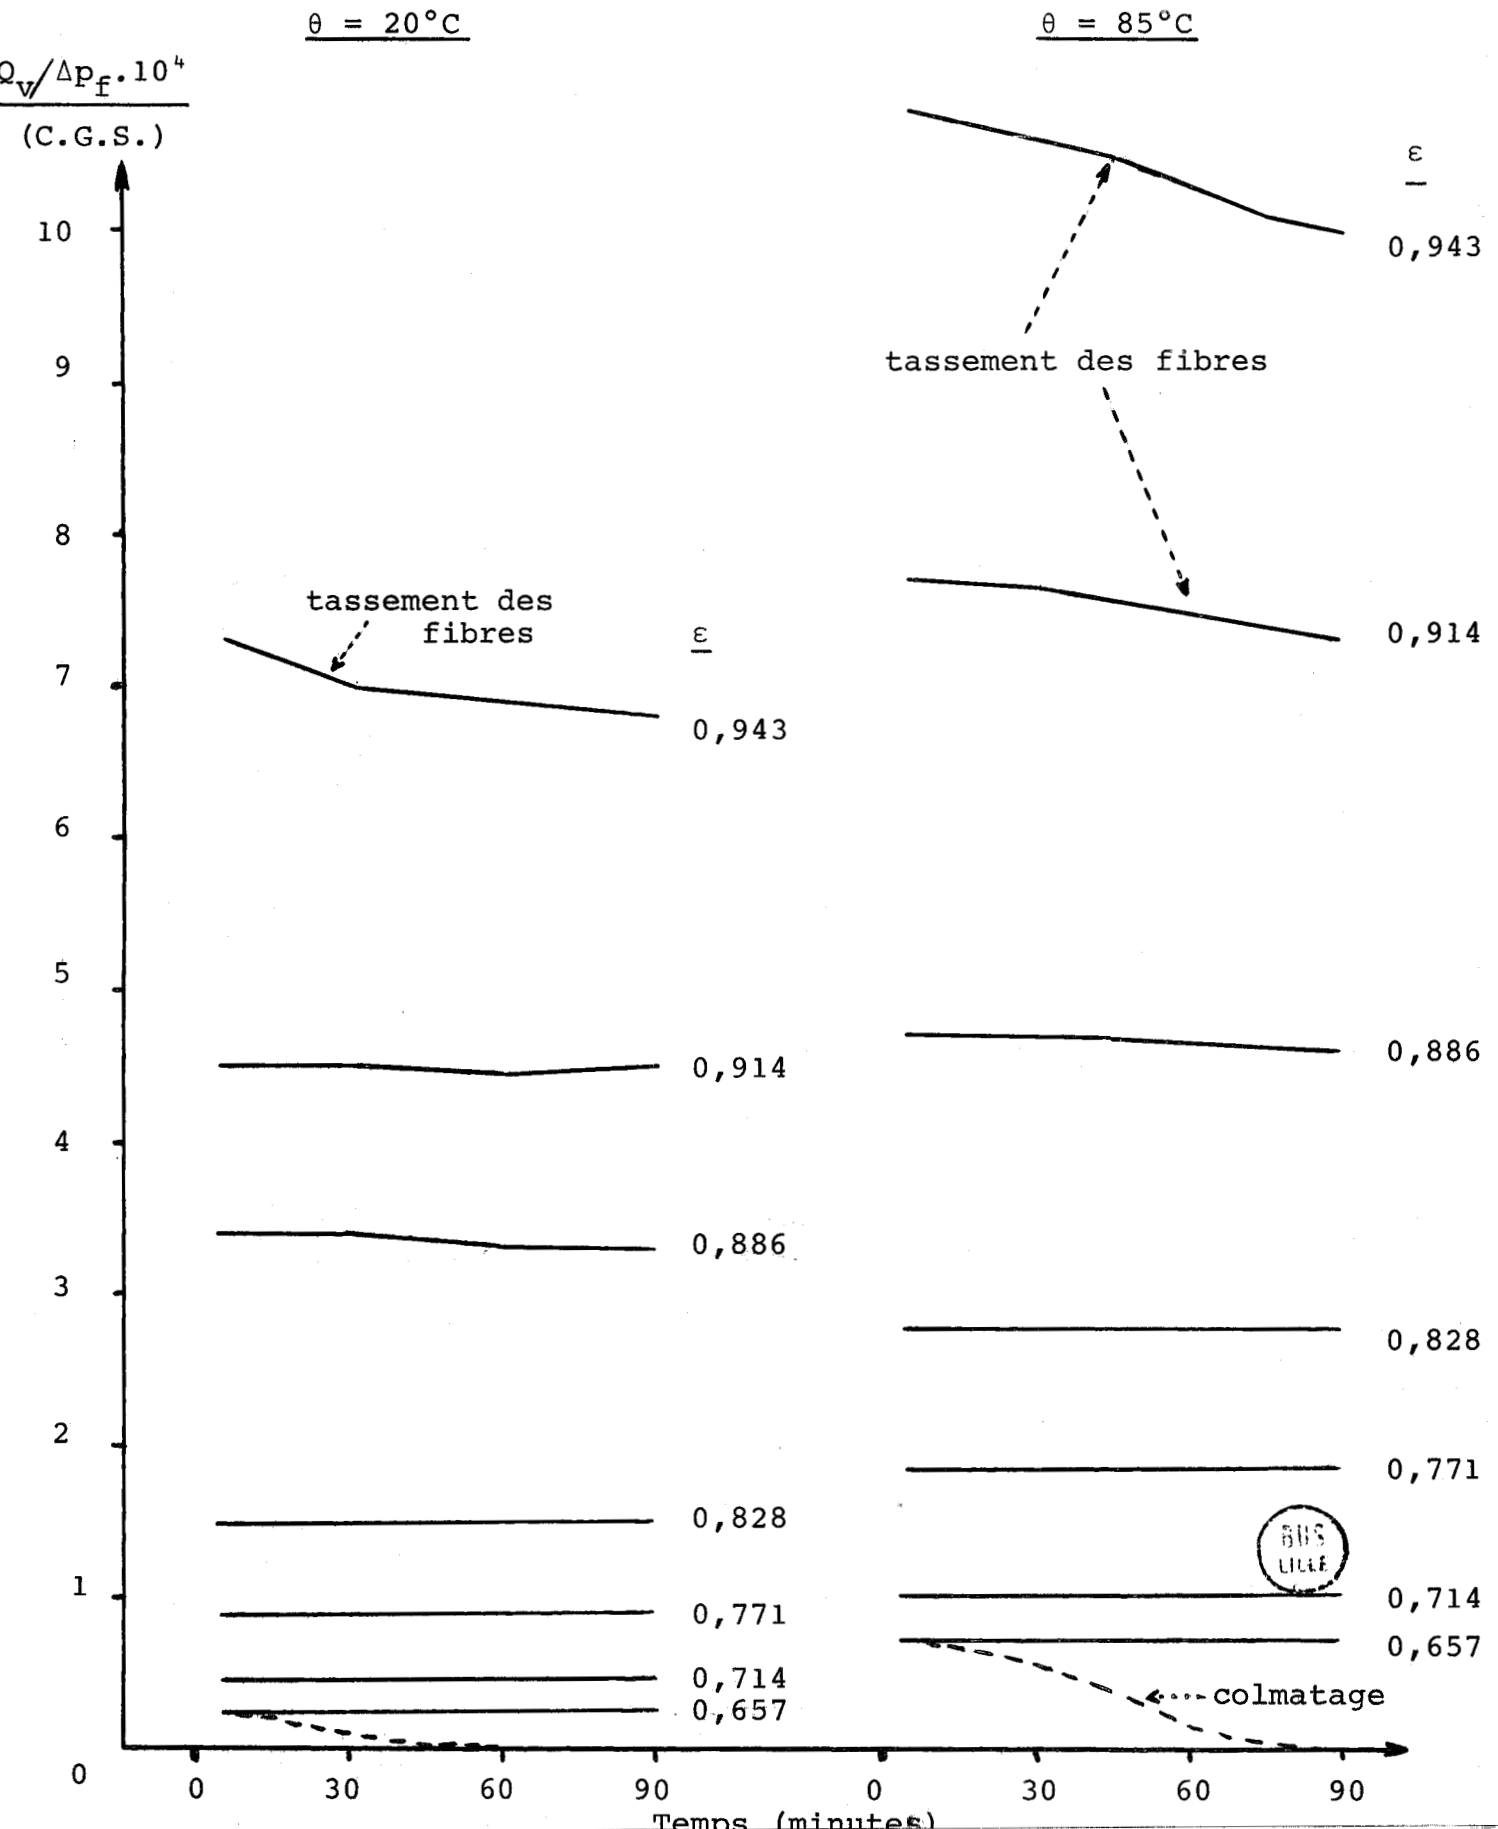 θ = 20°C
θ = 85°C
Qv/Δpf.10⁴
(C.G.S.)
ε
10
0,943
9
tassement des fibres
8
tassement des
fibres
ε
0,914
7
0,943
6
5
4
0,914
0,886
0,886
3
0,828
2
0,771
0,828
BUS
LILLE
1
0,771
0,714
0,714
0,657
0,657
colmatage
0
0 30 60 90
0 30 60 90
Temps (minutes)